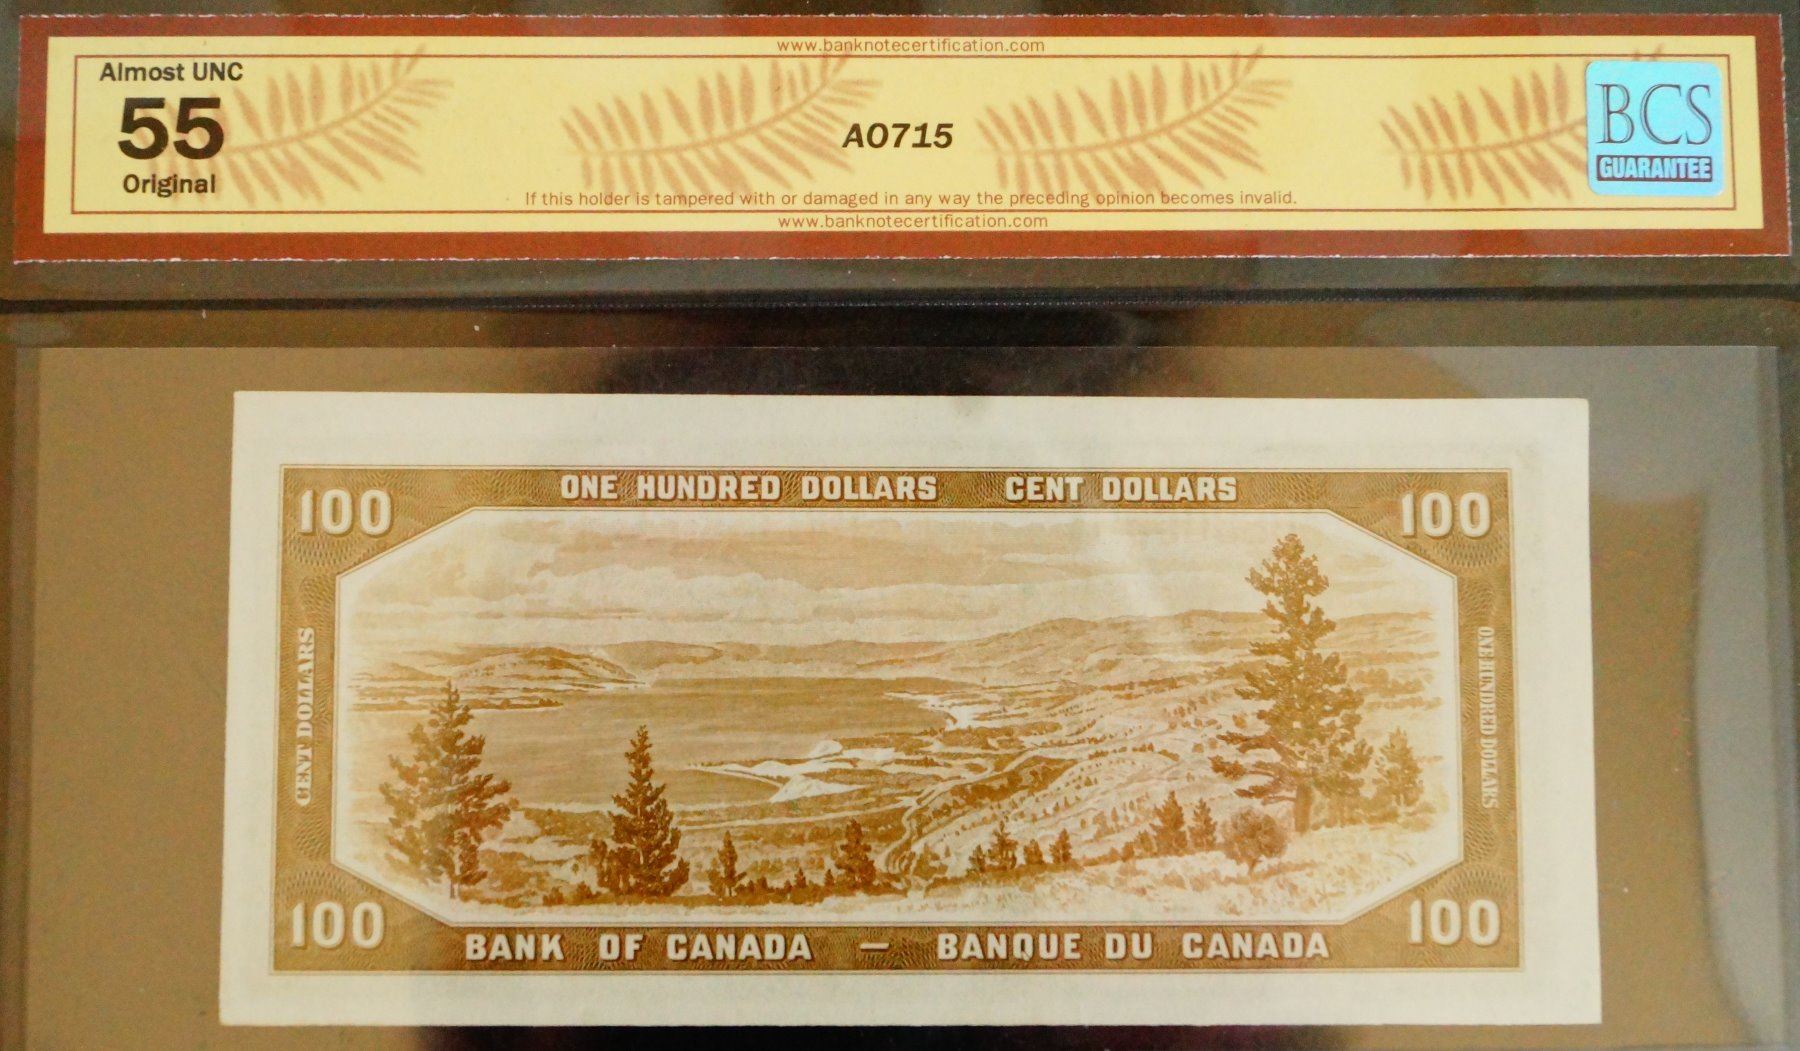 www.banknotecertification.com
Almost UNC
55
Original
AO715
BCS
GUARANTEE
If this holder is tampered with or damaged in any way the preceding opinion becomes invalid.
www.banknotecertification.com
ONE HUNDRED DOLLARS CENT DOLLARS
100
100
CENT DOLLARS
ONE HUNDRED DOLLARS
100
100
BANK OF CANADA — BANQUE DU CANADA